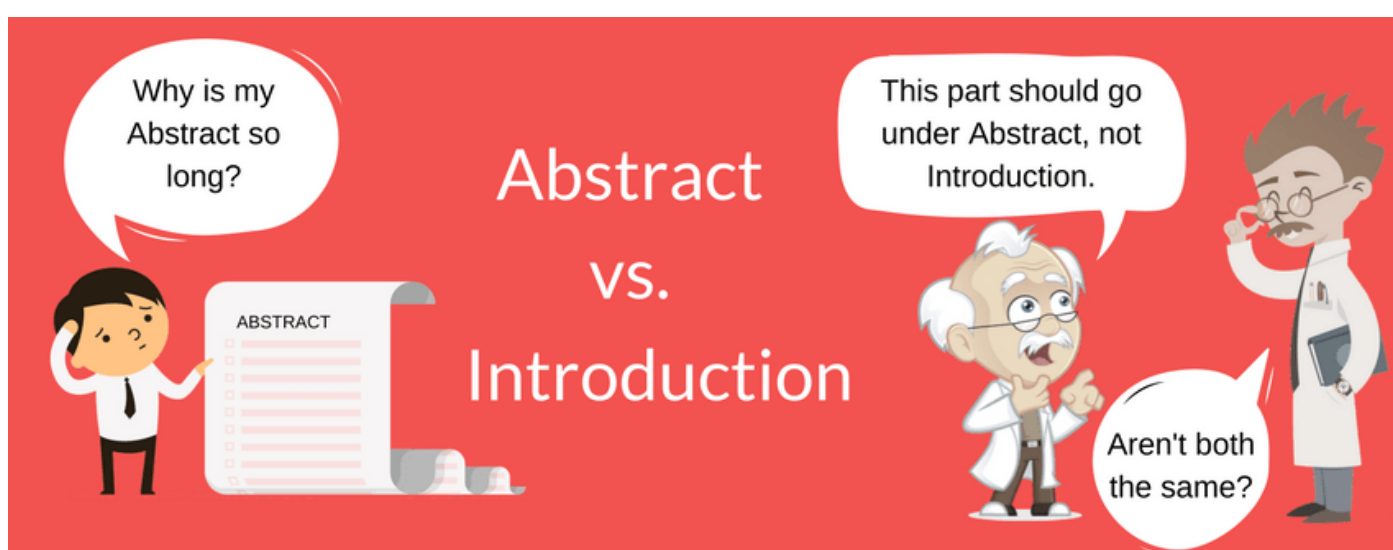 Why is my
Abstract so
long?
ABSTRACT
Abstract
vs.
Introduction
This part should go
under Abstract, not
Introduction.
Aren't both
the same?